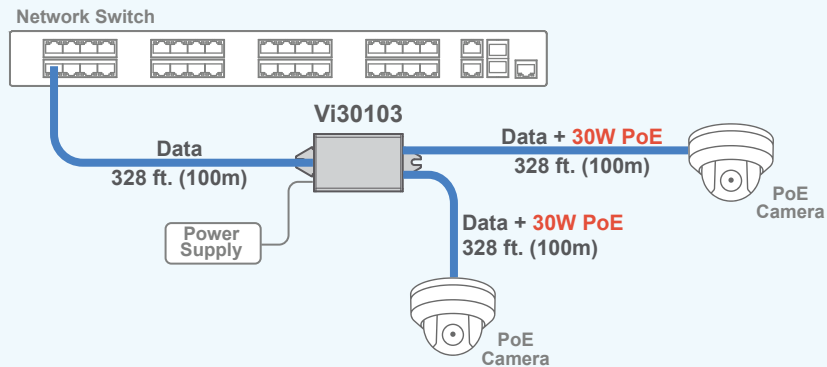 Network Switch
Vi30103
Data
328 ft. (100m)
Data + 30W PoE
328 ft. (100m)
PoE
Camera
Power
Supply
Data + 30W PoE
328 ft. (100m)
PoE
Camera